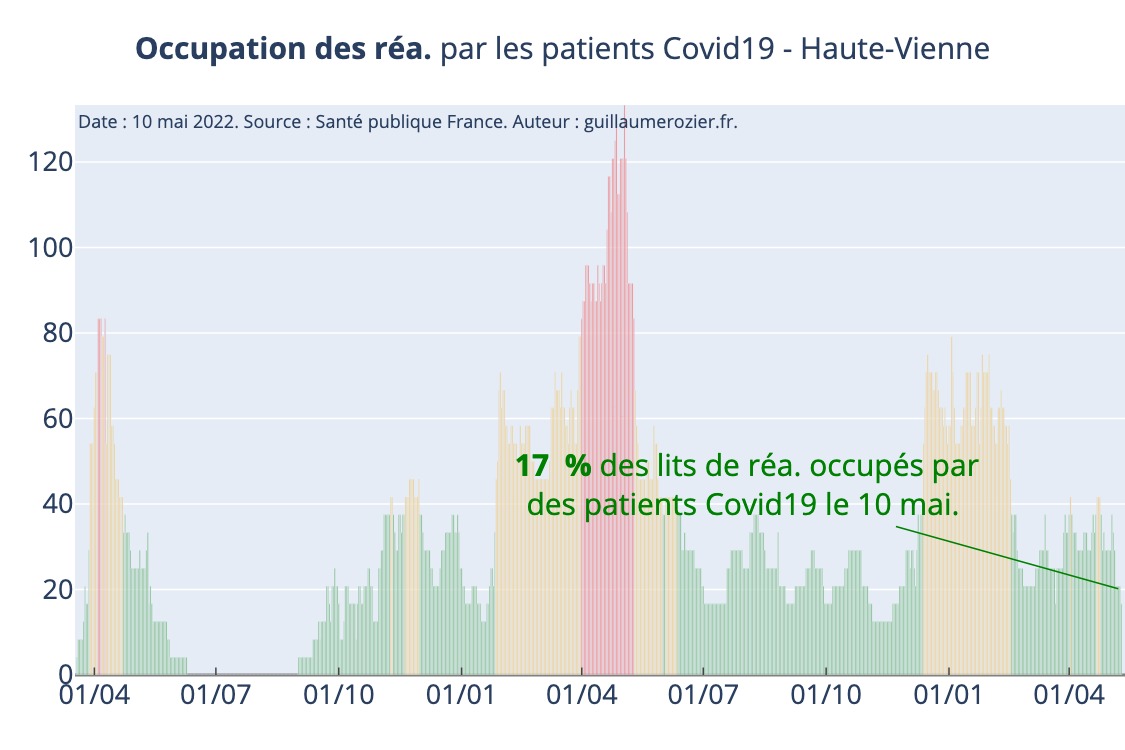 Occupation des réa. par les patients Covid19 - Haute-Vienne
Date : 10 mai 2022. Source : Santé publique France. Auteur : guillaumerozier.fr.
120
100
80
60
17  % des lits de réa. occupés par
des patients Covid19 le 10 mai.
40
20
0
01/04 01/07 01/10 01/01 01/04 01/07 01/10 01/01 01/04